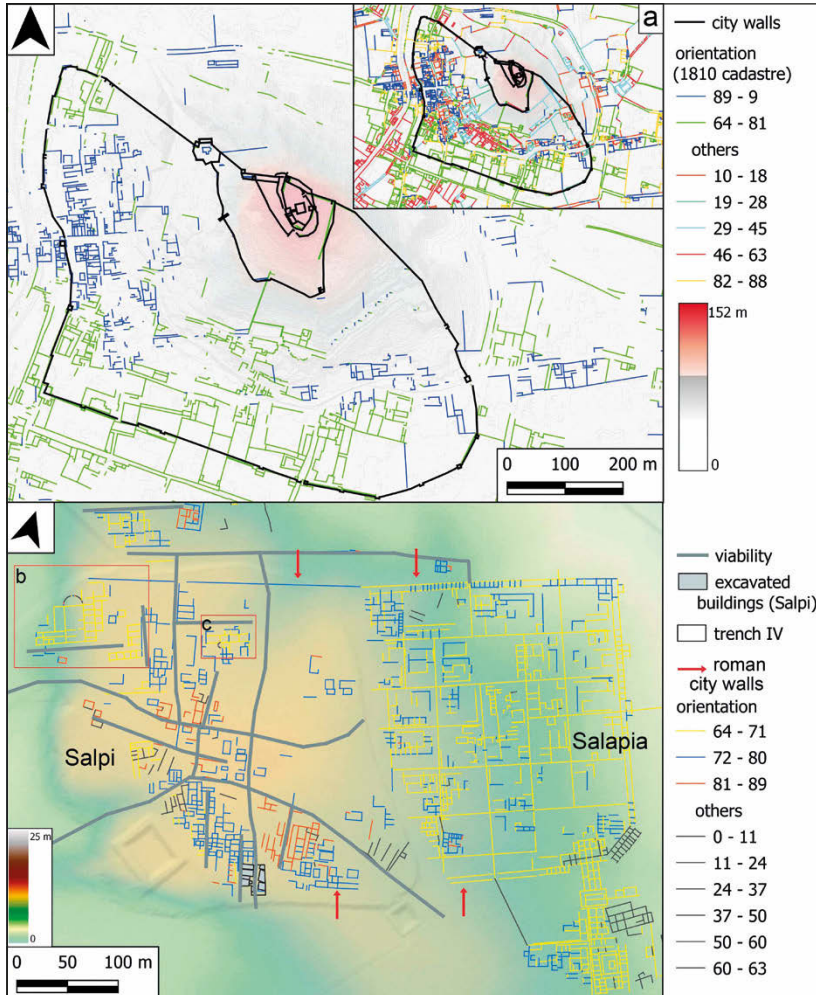 a
0 100 200 m
city walls
orientation
(1810 cadastre)
89 - 9
64 - 81
others
10 - 18
19 - 28
29 - 45
46 - 63
82 - 88
152 m
0
b
c
Salpi
Salapia
25 m
0
0 50 100 m
viability
excavated
buildings (Salpi)
trench IV
roman
city walls
orientation
64 - 71
72 - 80
81 - 89
others
0 - 11
11 - 24
24 - 37
37 - 50
50 - 60
60 - 63